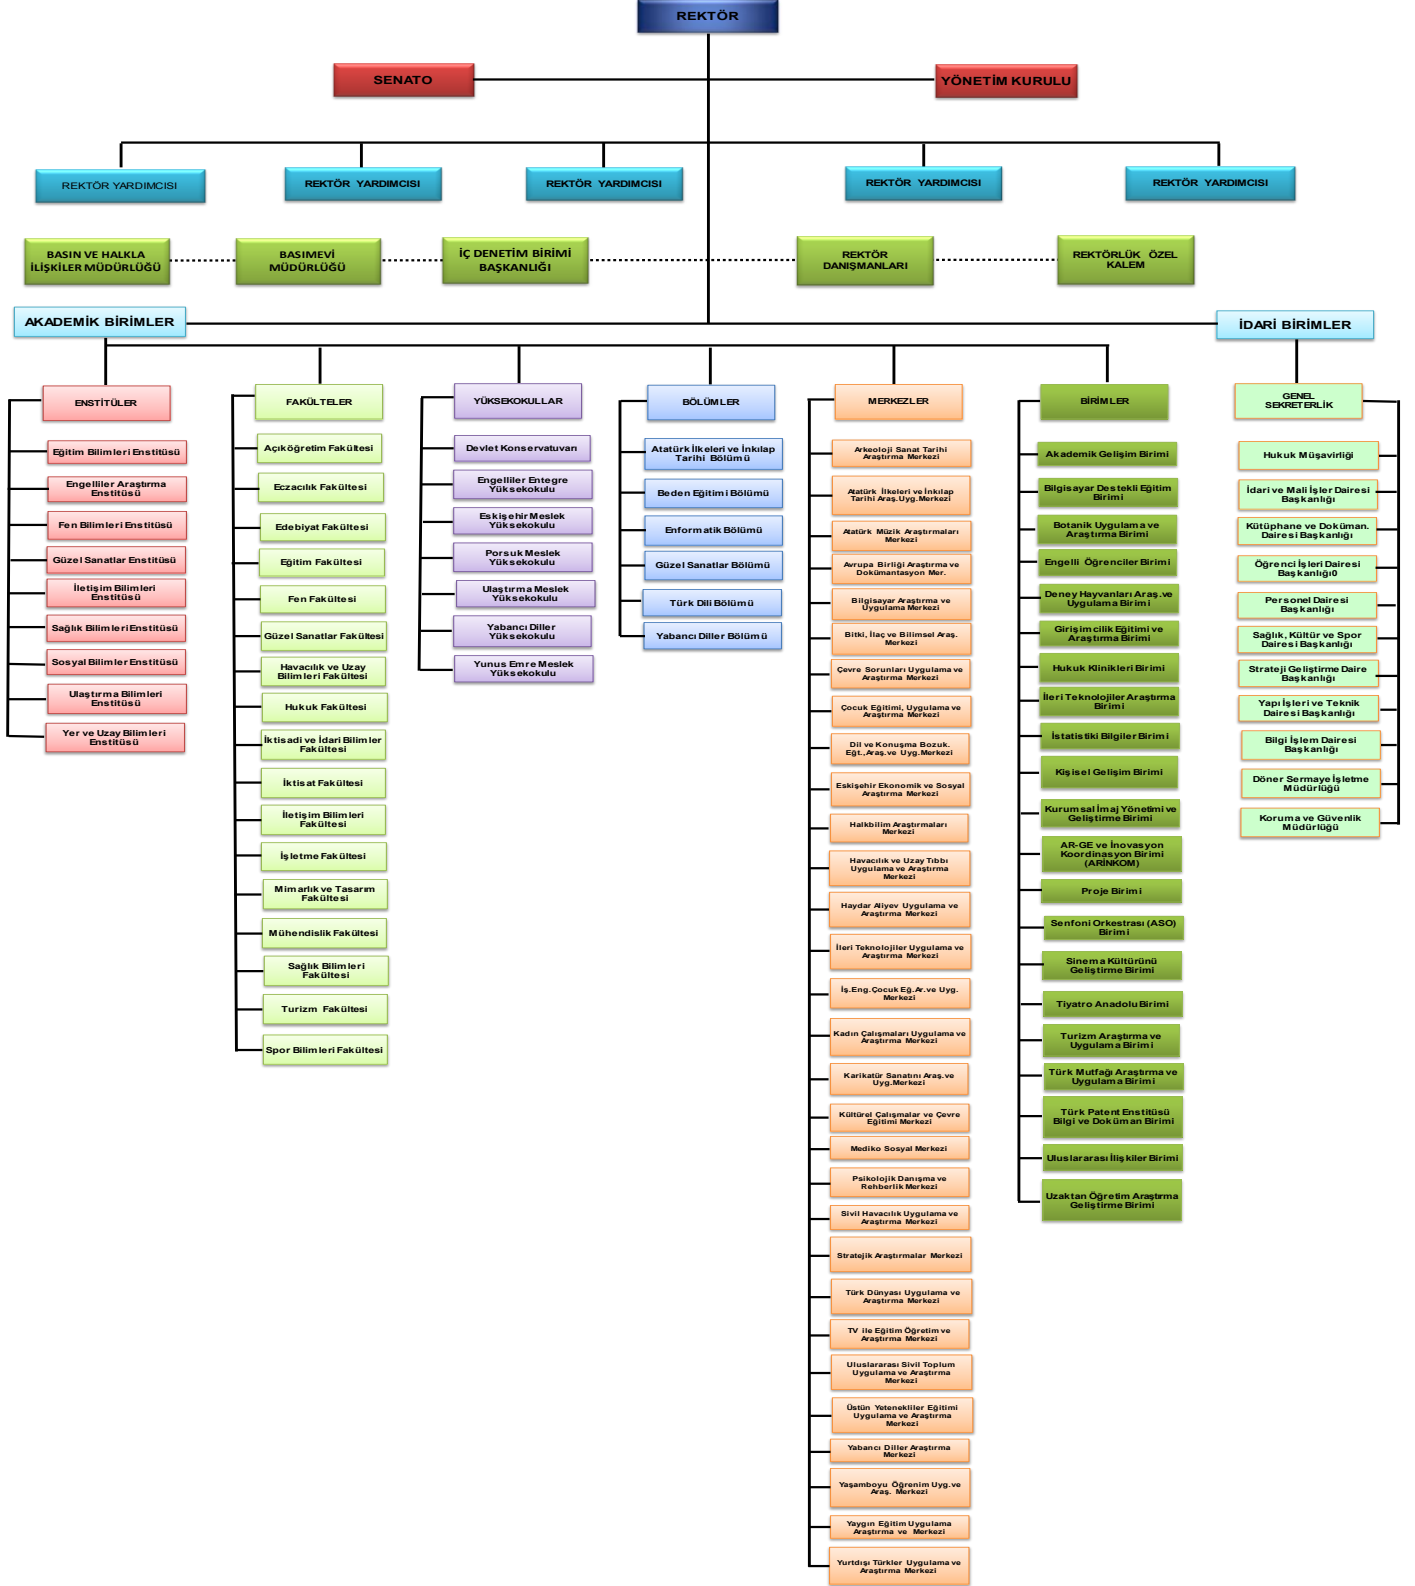 REKTÖR
SENATO
YÖNETİM KURULU
REKTÖR YARDIMCISI
REKTÖR YARDIMCISI
REKTÖR YARDIMCISI
REKTÖR YARDIMCISI
REKTÖR YARDIMCISI
BASIN VE HALKLA
İLİŞKİLER MÜDÜRLÜĞÜ
BASIMEVİ
MÜDÜRLÜĞÜ
İÇ DENETİM BİRİMİ
BAŞKANLIĞI
REKTÖR
DANIŞMANLARI
REKTÖRLÜK ÖZEL
KALEM
AKADEMİK BİRİMLER
İDARİ BİRİMLER
ENSTİTÜLER
Eğitim Bilimleri Enstitüsü
Engelliler Araştırma
Enstitüsü
Fen Bilimleri Enstitüsü
Güzel Sanatlar Enstitüsü
İletişim Bilimleri
Enstitüsü
Sağlık Bilimleri Enstitüsü
Sosyal Bilimler Enstitüsü
Ulaştırma Bilimleri
Enstitüsü
Yer ve Uzay Bilimleri
Enstitüsü
FAKÜLTELER
Açıköğretim Fakültesi
Eczacılık Fakültesi
Edebiyat Fakültesi
Eğitim Fakültesi
Fen Fakültesi
Güzel Sanatlar Fakültesi
Havacılık ve Uzay
Bilimleri Fakültesi
Hukuk Fakültesi
İktisadi ve İdari Bilimler
Fakültesi
İktisat Fakültesi
İletişim Bilimleri
Fakültesi
İşletme Fakültesi
Mimarlık ve Tasarım
Fakültesi
Mühendislik Fakültesi
Sağlık Bilimleri
Fakültesi
Turizm Fakültesi
Spor Bilimleri Fakültesi
YÜKSEKOKULLAR
Devlet Konservatuvarı
Engelliler Entegre
Yüksekokulu
Eskişehir Meslek
Yüksekokulu
Porsuk Meslek
Yüksekokulu
Ulaştırma Meslek
Yüksekokulu
Yabancı Diller
Yüksekokulu
Yunus Emre Meslek
Yüksekokulu
BÖLÜMLER
Atatürk İlkeleri ve İnkılap
Tarihi Bölümü
Beden Eğitimi Bölümü
Enformatik Bölümü
Güzel Sanatlar Bölümü
Türk Dili Bölümü
Yabancı Diller Bölümü
MERKEZLER
Arkeoloji Sanat Tarihi
Araştırma Merkezi
Atatürk İlkeleri ve İnkılap
Tarihi Araş.Uyg.Merkezi
Atatürk Müzik Araştırmaları
Merkezi
Avrupa Birliği Araştırma ve
Dokümantasyon Mer.
Bilgisayar Araştırma ve
Uygulama Merkezi
Bitki, İlaç ve Bilimsel Araş.
Merkezi
Çevre Sorunları Uygulama ve
Araştırma Merkezi
Çocuk Eğitimi, Uygulama ve
Araştırma Merkezi
Dil ve Konuşma Bozuk.
Eğt.,Araş.ve Uyg.Merkezi
Eskişehir Ekonomik ve Sosyal
Araştırma Merkezi
Halkbilim Araştırmaları
Merkezi
Havacılık ve Uzay Tıbbı
Uygulama ve Araştırma
Merkezi
Haydar Aliyev Uygulama ve
Araştırma Merkezi
İleri Teknolojiler Uygulama ve
Araştırma Merkezi
İş.Eng.Çocuk Eğ.Ar.ve Uyg.
Merkezi
Kadın Çalışmaları Uygulama ve
Araştırma Merkezi
Karikatür Sanatını Araş.ve
Uyg.Merkezi
Kültürel Çalışmalar ve Çevre
Eğitimi Merkezi
Mediko Sosyal Merkezi
Psikolojik Danışma ve
Rehberlik Merkezi
Sivil Havacılık Uygulama ve
Araştırma Merkezi
Stratejik Araştırmalar Merkezi
Türk Dünyası Uygulama ve
Araştırma Merkezi
TV ile Eğitim Öğretim ve
Araştırma Merkezi
Uluslararası Sivil Toplum
Uygulama ve Araştırma
Merkezi
Üstün Yetenekliler Eğitimi
Uygulama ve Araştırma
Merkezi
Yabancı Diller Araştırma
Merkezi
Yaşamboyu Öğrenim Uyg.ve
Araş. Merkezi
Yaygın Eğitim Uygulama
Araştırma ve Merkezi
Yurtdışı Türkler Uygulama ve
Araştırma Merkezi
BİRİMLER
Akademik Gelişim Birimi
Bilgisayar Destekli Eğitim
Birimi
Botanik Uygulama ve
Araştırma Birimi
Engelli Öğrenciler Birimi
Deney Hayvanları Araş.ve
Uygulama Birimi
Girişimcilik Eğitimi ve
Araştırma Birimi
Hukuk Klinikleri Birimi
İleri Teknolojiler Araştırma
Birimi
İstatistiki Bilgiler Birimi
Kişisel Gelişim Birimi
Kurumsal İmaj Yönetimi ve
Geliştirme Birimi
AR-GE ve İnovasyon
Koordinasyon Birimi
(ARİNKOM)
Proje Birimi
Senfoni Orkestrası (ASO)
Birimi
Sinema Kültürünü
Geliştirme Birimi
Tiyatro Anadolu Birimi
Turizm Araştırma ve
Uygulama Birimi
Türk Mutfağı Araştırma ve
Uygulama Birimi
Türk Patent Enstitüsü
Bilgi ve Doküman Birimi
Uluslararası İlişkiler Birimi
Uzaktan Öğretim Araştırma
Geliştirme Birimi
GENEL
SEKRETERLİK
Hukuk Müşavirliği
İdari ve Mali İşler Dairesi
Başkanlığı
Kütüphane ve Doküman.
Dairesi Başkanlığı
Öğrenci İşleri Dairesi
Başkanlığı0
Personel Dairesi
Başkanlığı
Sağlık, Kültür ve Spor
Dairesi Başkanlığı
Strateji Geliştirme Daire
Başkanlığı
Yapı İşleri ve Teknik
Dairesi Başkanlığı
Bilgi İşlem Dairesi
Başkanlığı
Döner Sermaye İşletme
Müdürlüğü
Koruma ve Güvenlik
Müdürlüğü